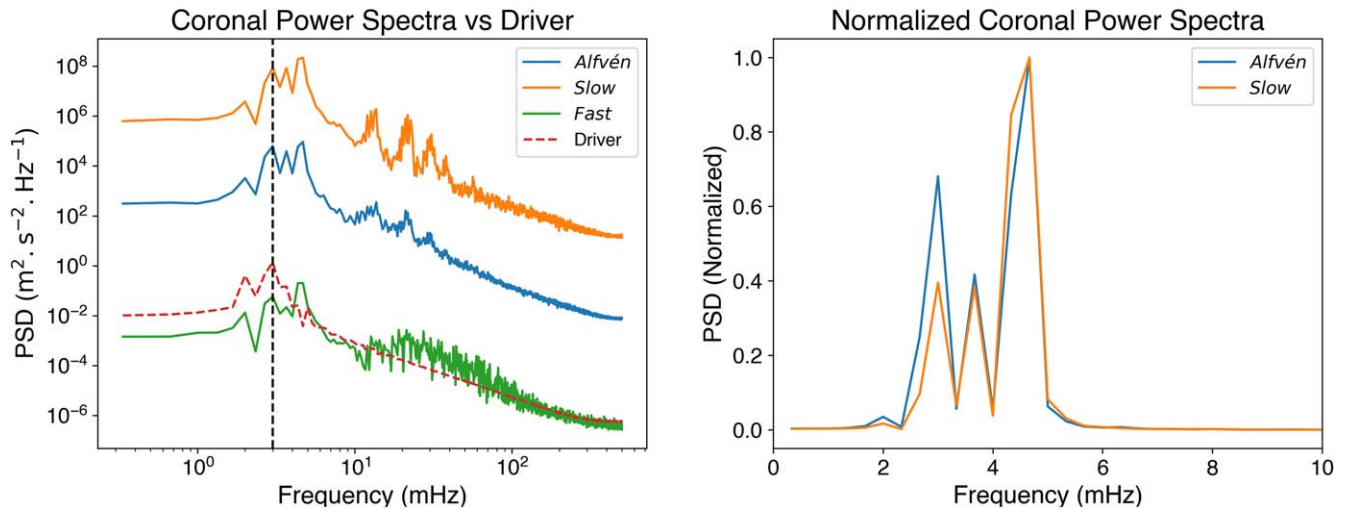 Coronal Power Spectra vs Driver
PSD (m². s⁻². Hz⁻¹)
10⁸
10⁶
10⁴
10²
10⁰
10⁻²
10⁻⁴
10⁻⁶
Alfvén
Slow
Fast
Driver
10⁰ 10¹ 10²
Frequency (mHz)
Normalized Coronal Power Spectra
PSD (Normalized)
1.0
0.8
0.6
0.4
0.2
0.0
Alfvén
Slow
0 2 4 6 8 10
Frequency (mHz)